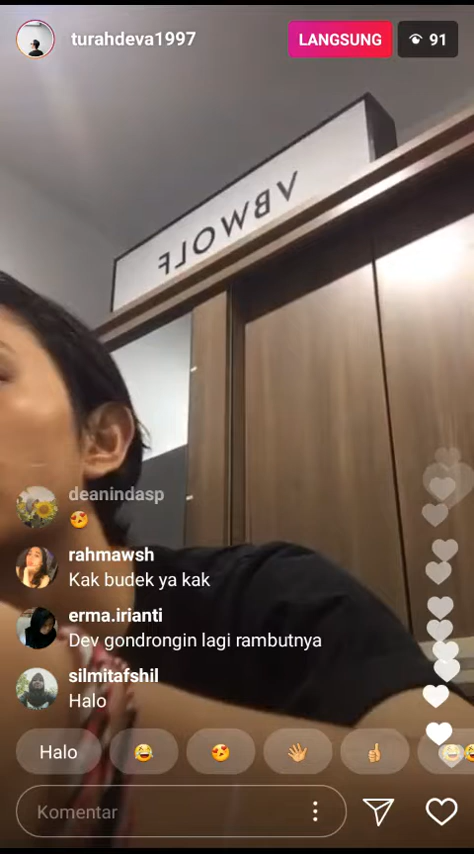 turahdeva1997
LANGSUNG
91
VBWOLF
deanindasp
😍
rahmawsh
Kak budek ya kak
erma.irianti
Dev gondrongin lagi rambutnya
silmitafshil
Halo
Halo 😂 😍 👋 👍 😂
Komentar